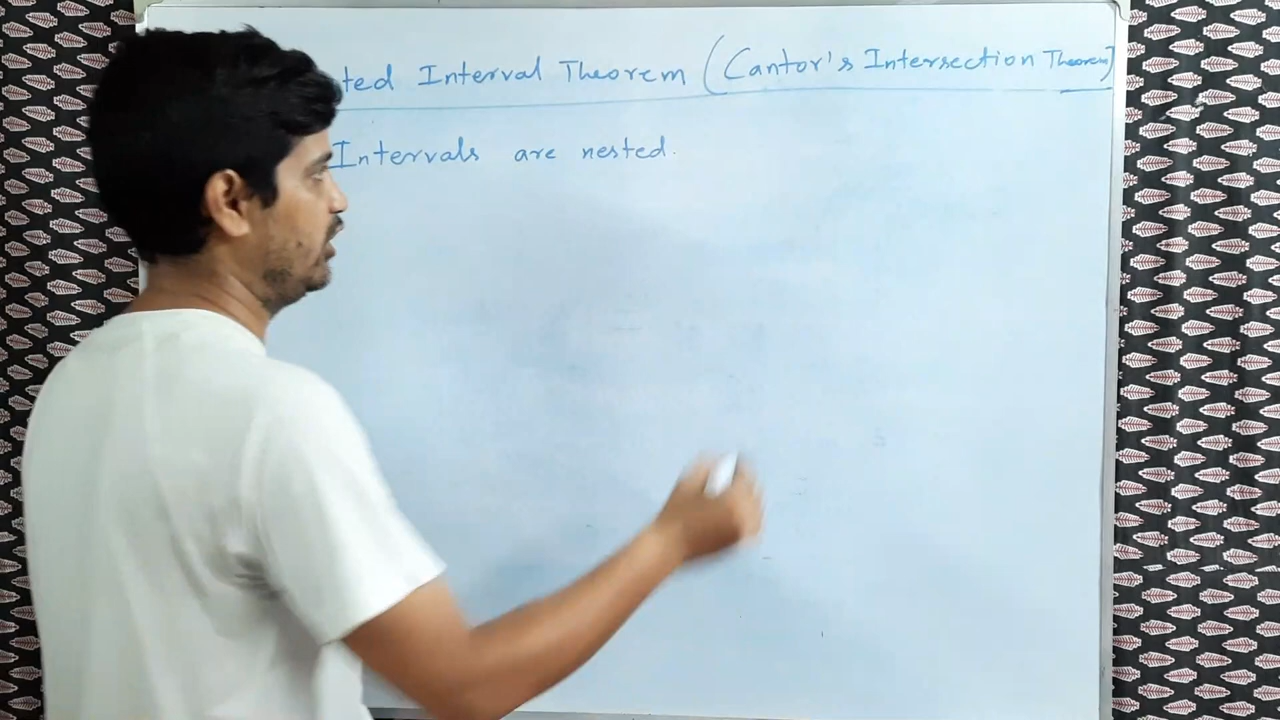 ted Interval Theorem (Cantor's Intersection Theorem]
Intervals are nested.